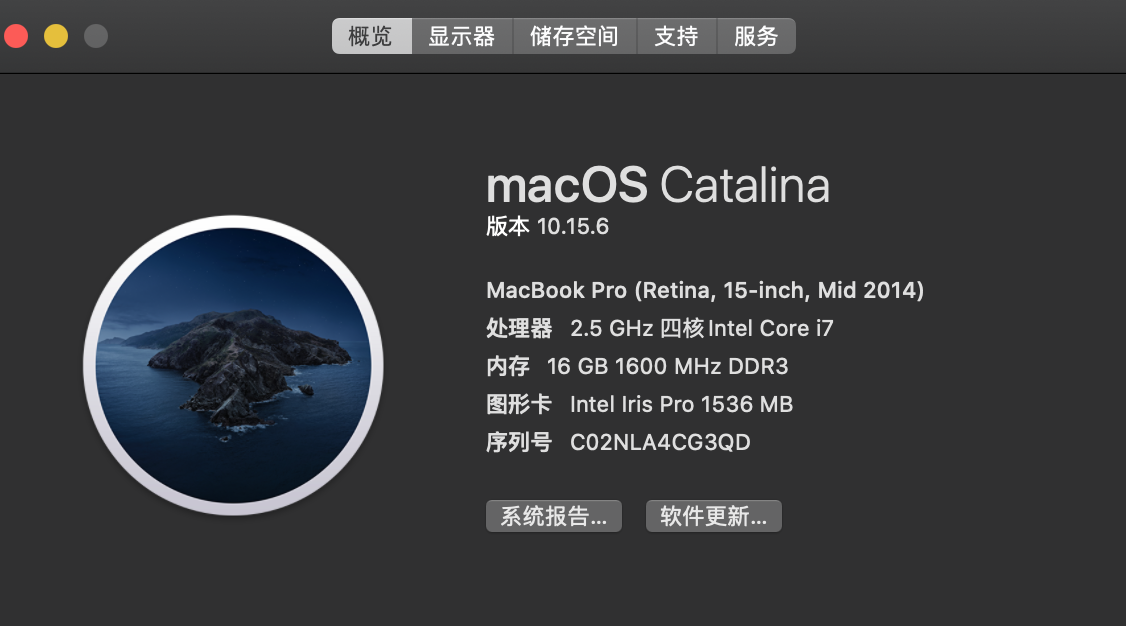 概览 显示器 储存空间 支持 服务
macOS Catalina
版本 10.15.6
MacBook Pro (Retina, 15-inch, Mid 2014)
处理器 2.5 GHz 四核Intel Core i7
内存 16 GB 1600 MHz DDR3
图形卡 Intel Iris Pro 1536 MB
序列号 C02NLA4CG3QD
系统报告... 软件更新...